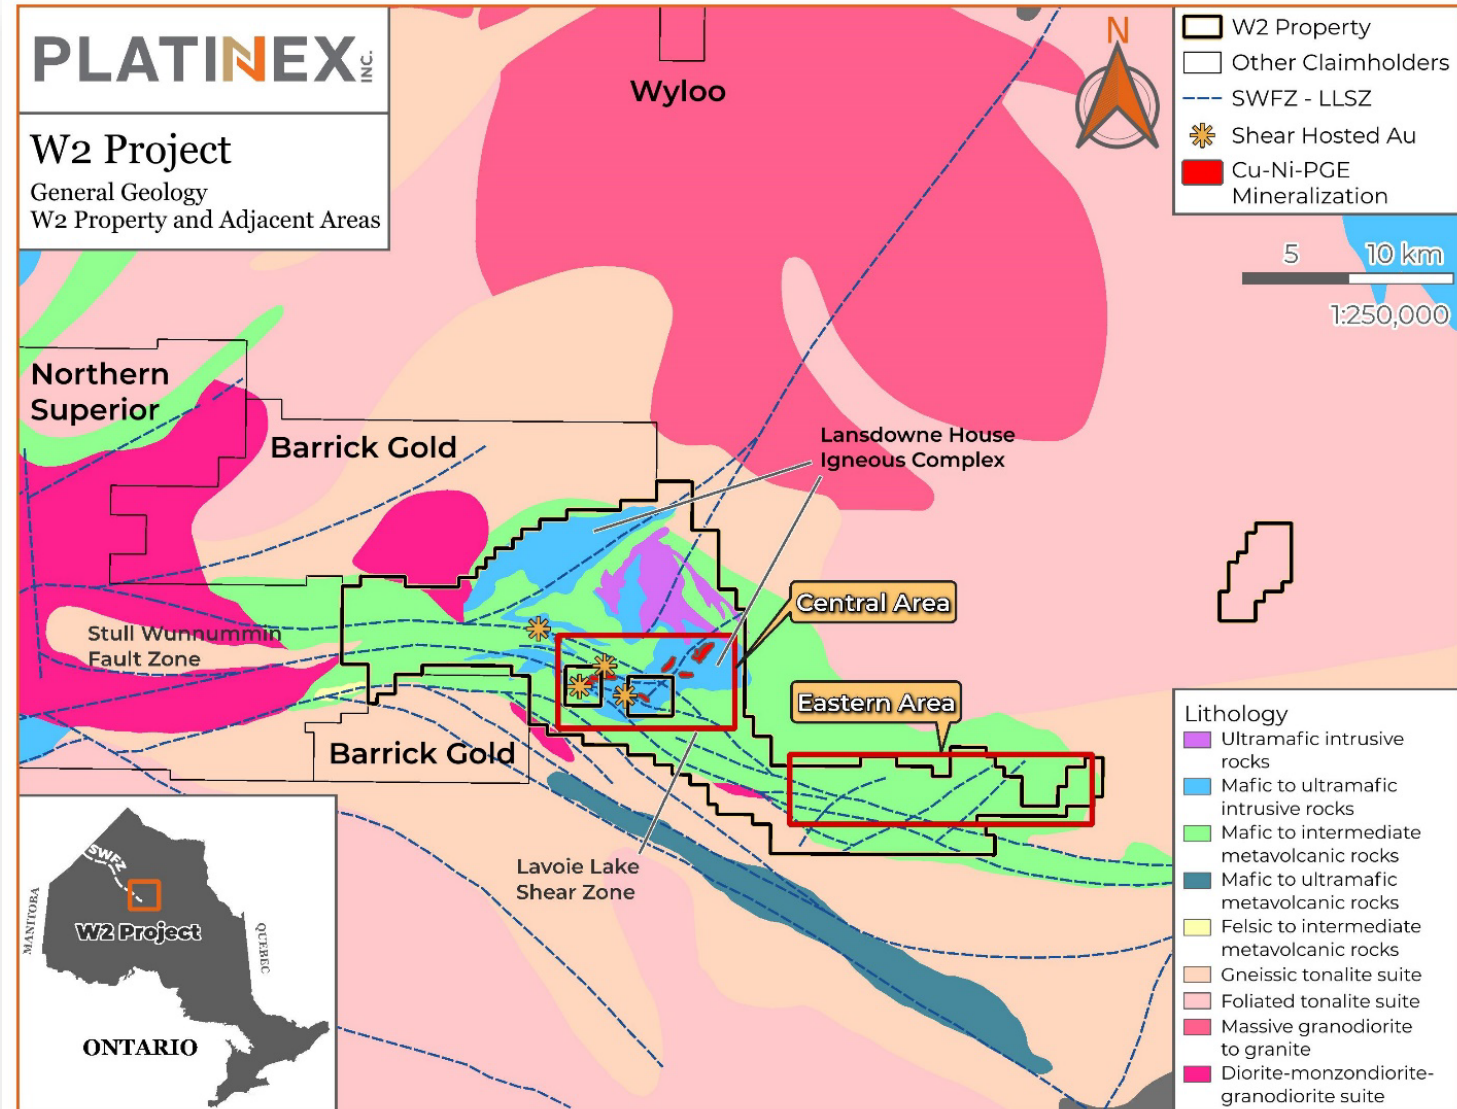 PLATINEX INC.
W2 Project
General Geology
W2 Property and Adjacent Areas
Wyloo
N
W2 Property
Other Claimholders
SWFZ - LLSZ
Shear Hosted Au
Cu-Ni-PGE
Mineralization
5 10 km
1:250,000
Northern
Superior
Barrick Gold
Lansdowne House
Igneous Complex
Central Area
Stull Wunnummin
Fault Zone
Eastern Area
Barrick Gold
Lavoie Lake
Shear Zone
SWFZ
W2 Project
MANITOBA
QUEBEC
ONTARIO
Lithology
Ultramafic intrusive
rocks
Mafic to ultramafic
intrusive rocks
Mafic to intermediate
metavolcanic rocks
Mafic to ultramafic
metavolcanic rocks
Felsic to intermediate
metavolcanic rocks
Gneissic tonalite suite
Foliated tonalite suite
Massive granodiorite
to granite
Diorite-monzondiorite-
granodiorite suite